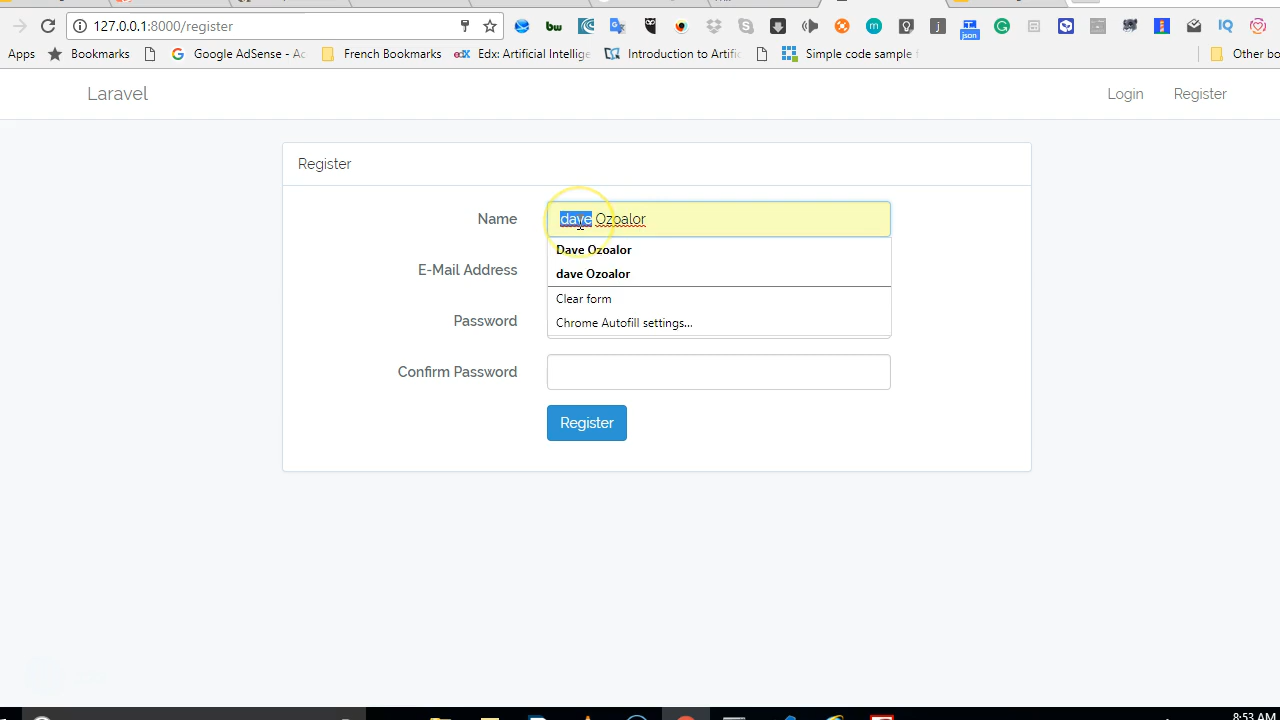 127.0.0.1:8000/register
Apps Bookmarks Google AdSense - Ac French Bookmarks edX Edx: Artificial Intellige Introduction to Artific Simple code sample f Other bo
Laravel Login Register
Register
Name dave Ozoalor
Dave Ozoalor
E-Mail Address dave Ozoalor
Clear form
Password Chrome Autofill settings...
Confirm Password
Register
8:53 AM